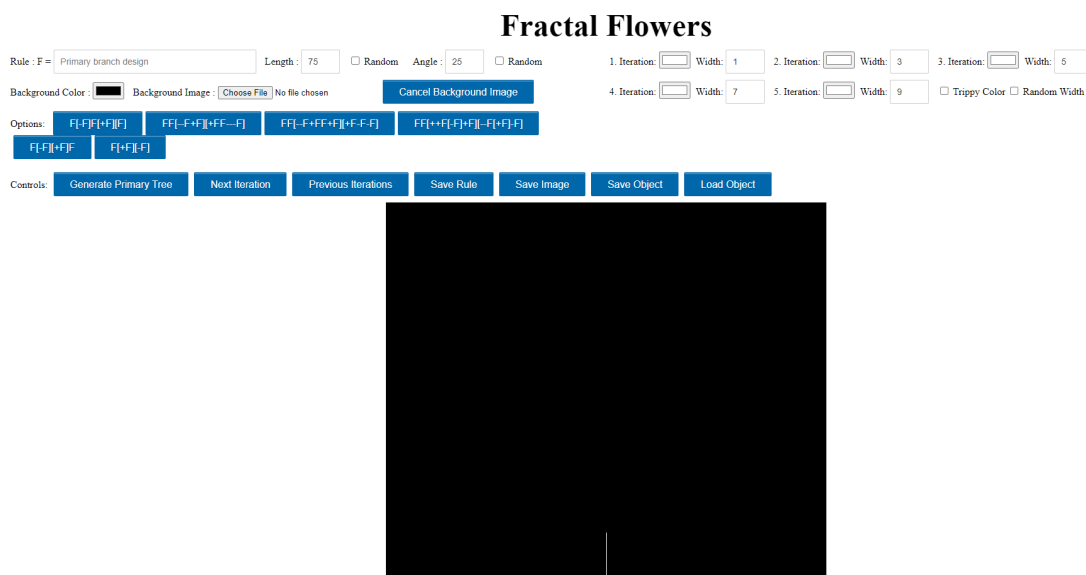 Fractal Flowers
Rule : F = Primary branch design Length : 75 Random Angle : 25 Random 1. Iteration: Width: 1 2. Iteration: Width: 3 3. Iteration: Width: 5
Background Color : Background Image : Choose File No file chosen Cancel Background Image 4. Iteration: Width: 7 5. Iteration: Width: 9 Trippy Color Random Width
Options: F[-F]F[+F][F] FF[--F+F][+FF---F] FF[--F+FF+F][+F-F-F] FF[++F[-F]+F][--F[+F]-F]
F[-F][+F]F F[+F][-F]
Controls: Generate Primary Tree Next Iteration Previous Iterations Save Rule Save Image Save Object Load Object